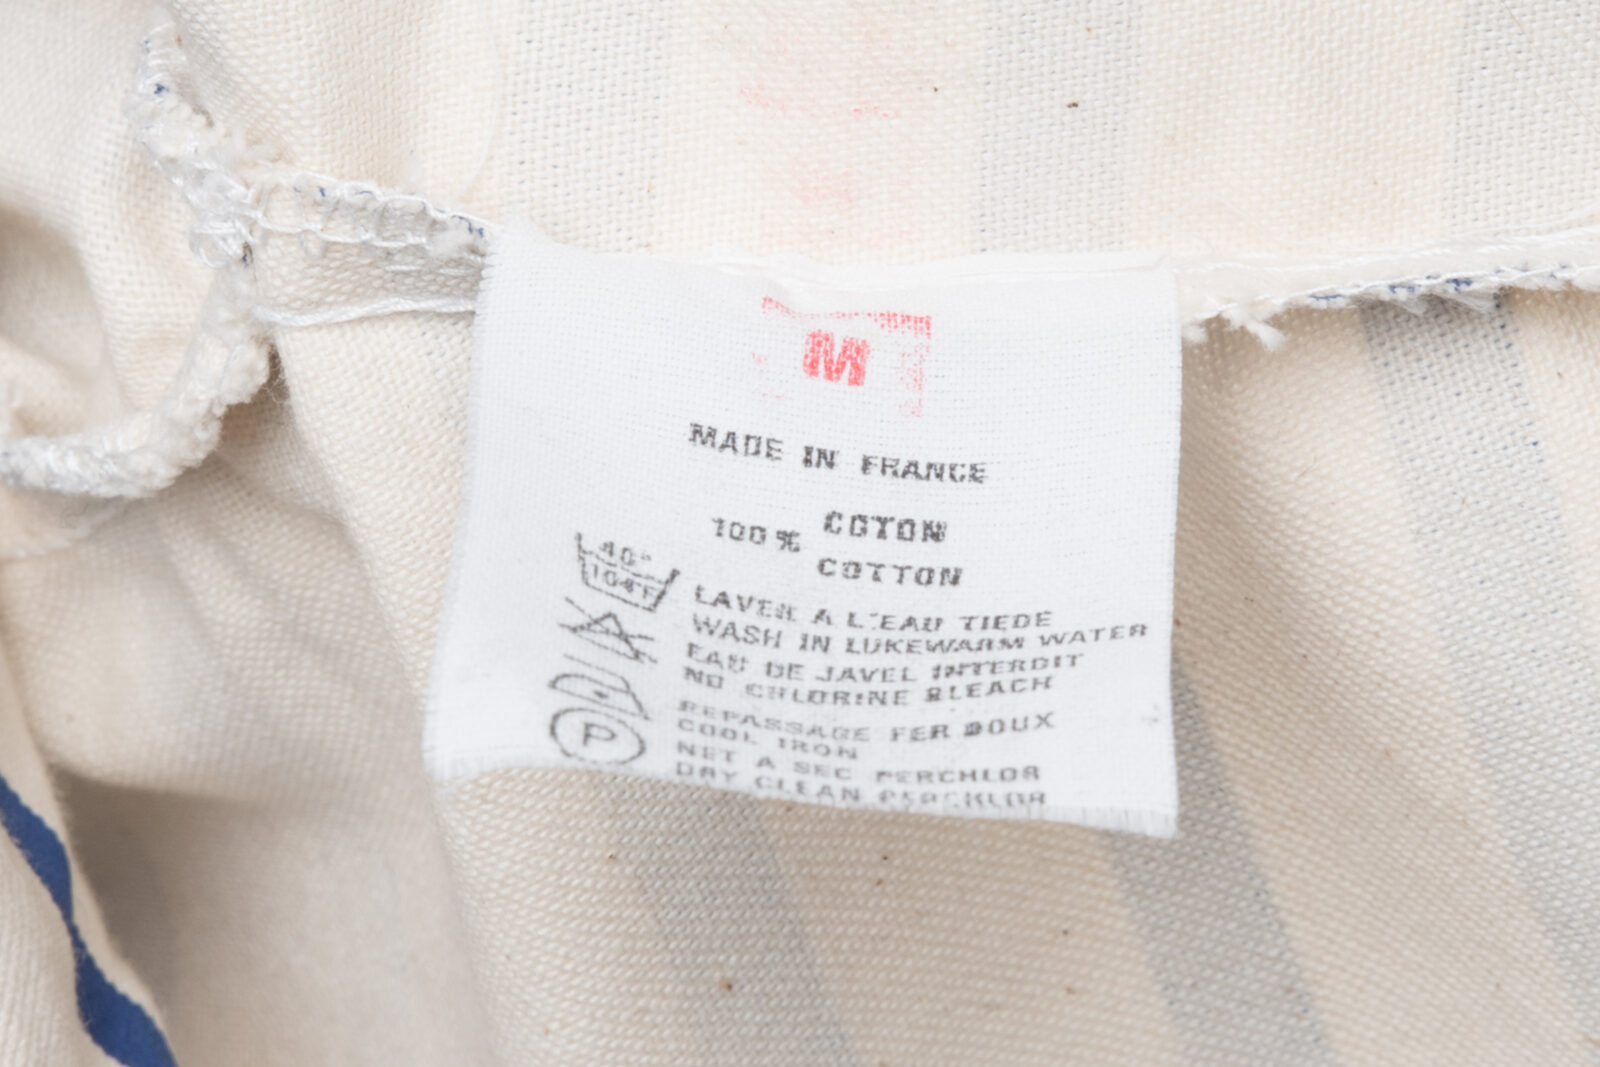 M
MADE IN FRANCE
100% COTON
COTTON
40°
104°F
LAVER A L'EAU TIEDE
WASH IN LUKEWARM WATER
EAU DE JAVEL INTERDIT
NO CHLORINE BLEACH
REPASSAGE FER DOUX
COOL IRON
P
NET A SEC PERCHLOR
DRY CLEAN PERCHLOR